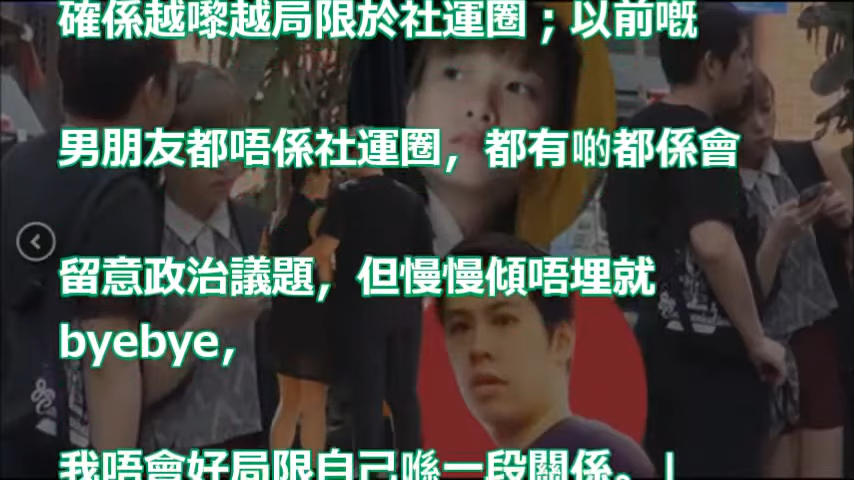 確係越嚟越局限於社運圈；以前嘅
男朋友都唔係社運圈，都有啲都係會
留意政治議題，但慢慢傾唔埋就
byebye，
我唔會好局限自己喺一段關係。」